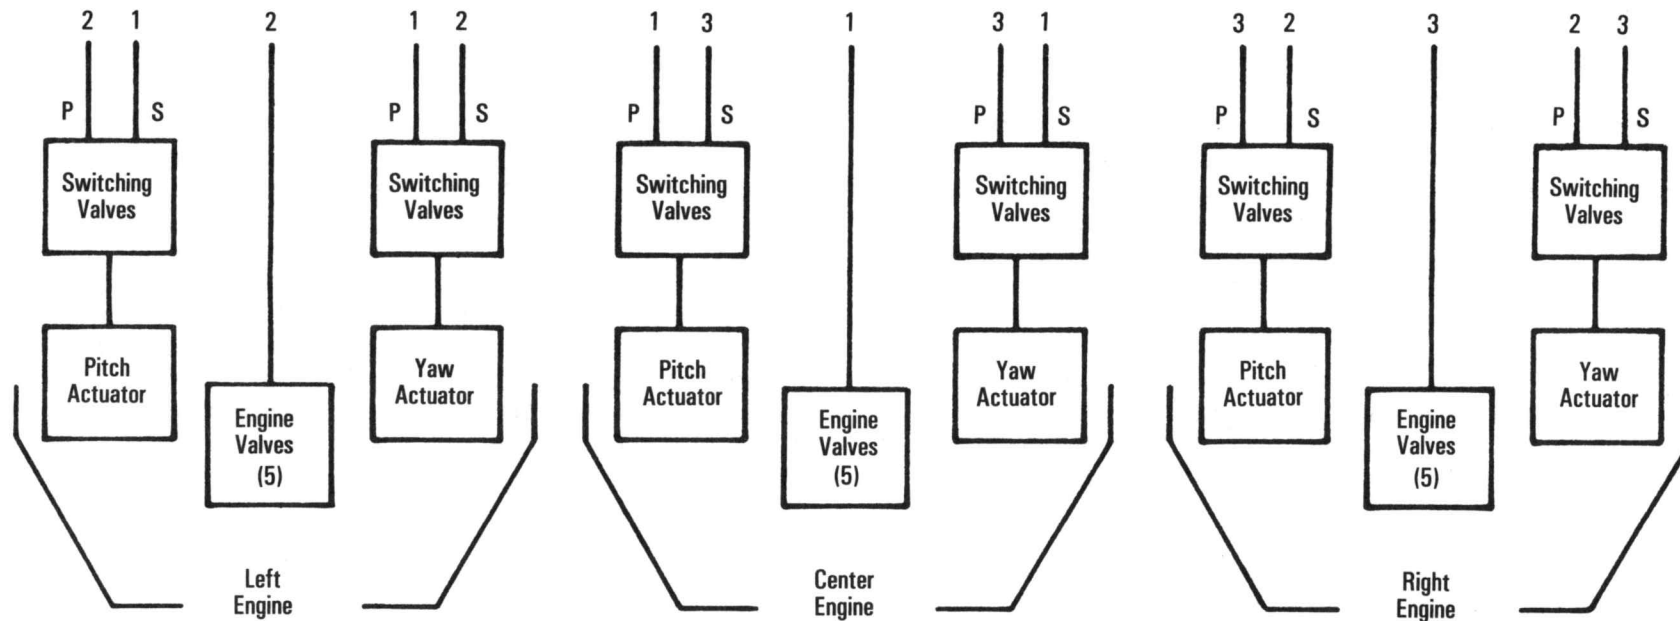 2 1 2 1 2 1 3 1 3 1 3 2 3 2 3
P S P S P S P S P S P S
Switching Valves
Switching Valves
Switching Valves
Switching Valves
Switching Valves
Switching Valves
Pitch Actuator
Yaw Actuator
Pitch Actuator
Yaw Actuator
Pitch Actuator
Yaw Actuator
Engine Valves (5)
Engine Valves (5)
Engine Valves (5)
Left Engine
Center Engine
Right Engine